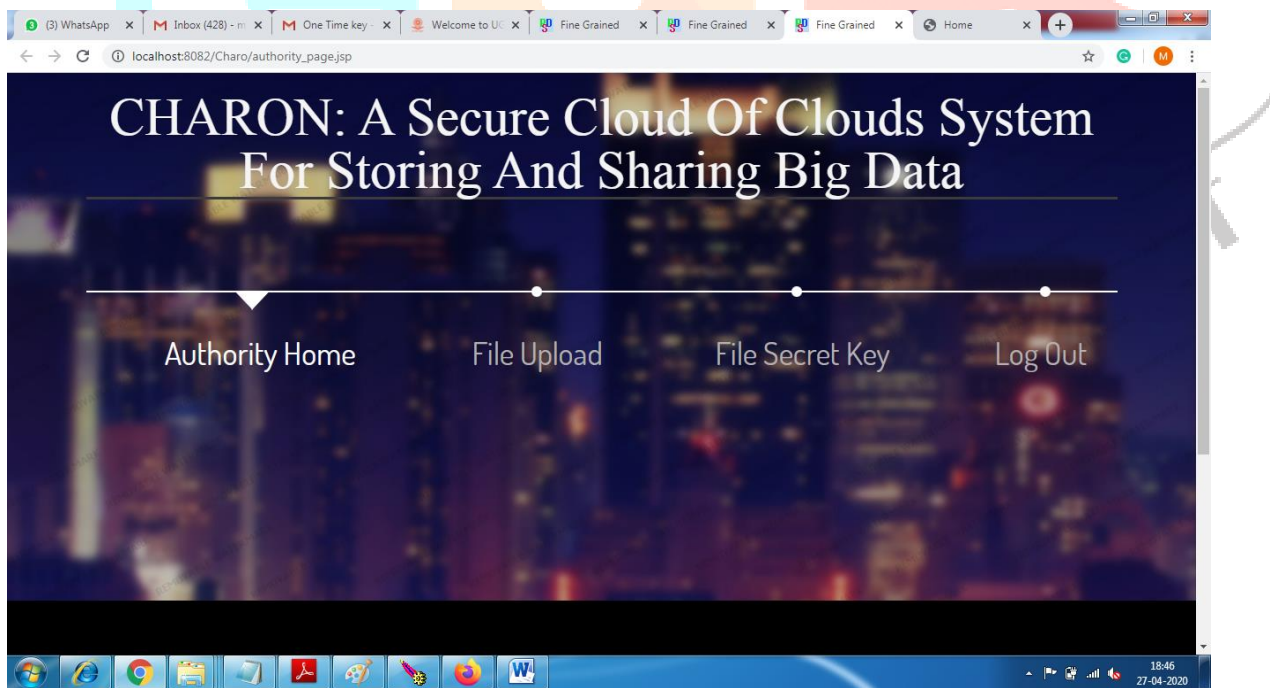 (3) WhatsApp
Inbox (428) - m
One Time key -
Welcome to UC
Fine Grained
Fine Grained
Fine Grained
Home
localhost:8082/Charo/authority_page.jsp
M
CHARON: A Secure Cloud Of Clouds System
For Storing And Sharing Big Data
Authority Home
File Upload
File Secret Key
Log Out
18:46
27-04-2020